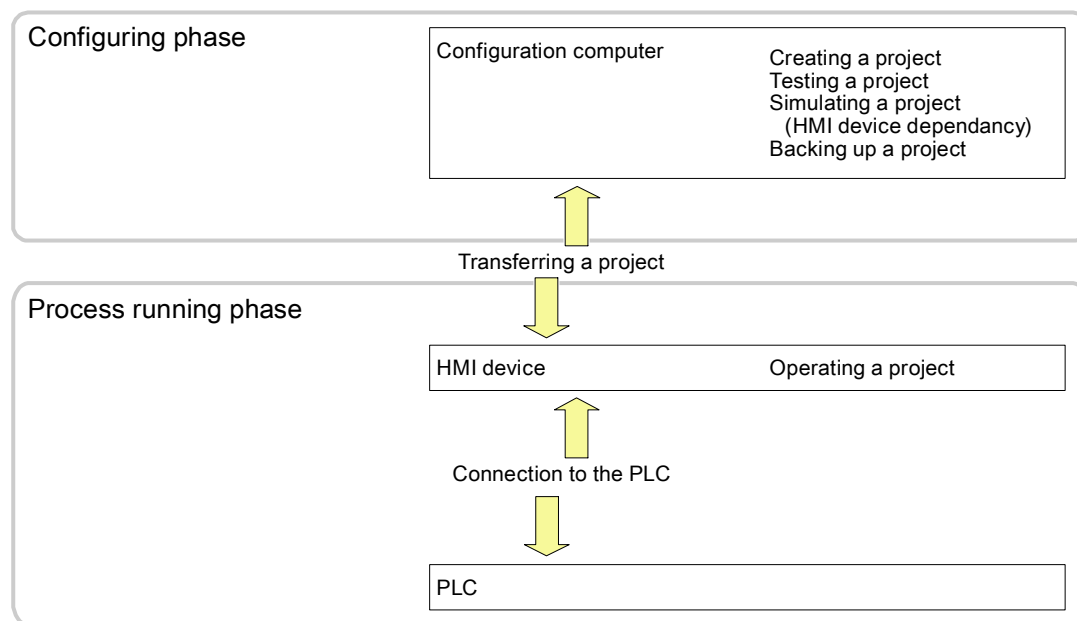 Configuring phase
Configuration computer
Creating a project
Testing a project
Simulating a project
(HMI device dependancy)
Backing up a project
Transferring a project
Process running phase
HMI device
Operating a project
Connection to the PLC
PLC